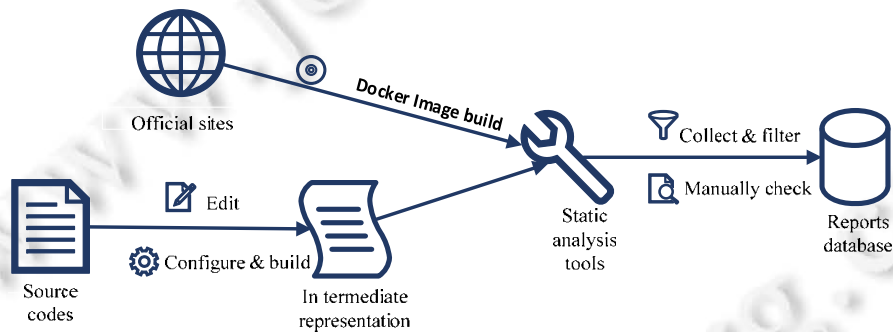 Official sites
Docker Image build
Edit
Configure & build
Source
codes
In termediate
representation
Static
analysis
tools
Collect & filter
Manually check
Reports
database